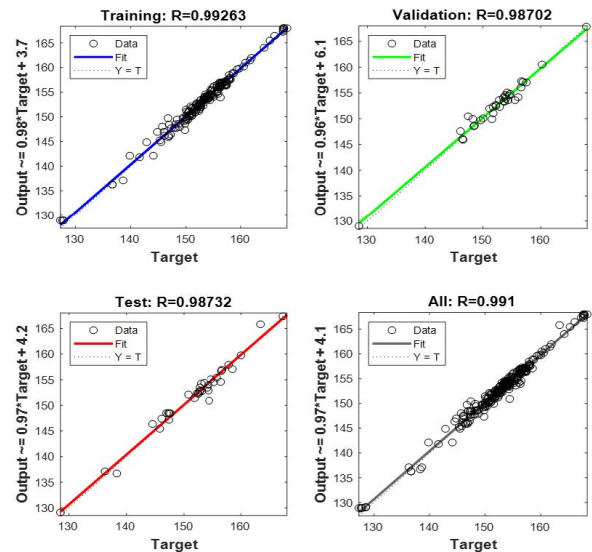 Training: R=0.99263
Output ~= 0.98*Target + 3.7
165
160
155
150
145
140
135
130
Data
Fit
Y = T
130 140 150 160
Target
Validation: R=0.98702
Output ~= 0.96*Target + 6.1
165
160
155
150
145
140
135
130
Data
Fit
Y = T
130 140 150 160
Target
Test: R=0.98732
Output ~= 0.97*Target + 4.2
165
160
155
150
145
140
135
130
Data
Fit
Y = T
130 140 150 160
Target
All: R=0.991
Output ~= 0.97*Target + 4.1
165
160
155
150
145
140
135
130
Data
Fit
Y = T
130 140 150 160
Target